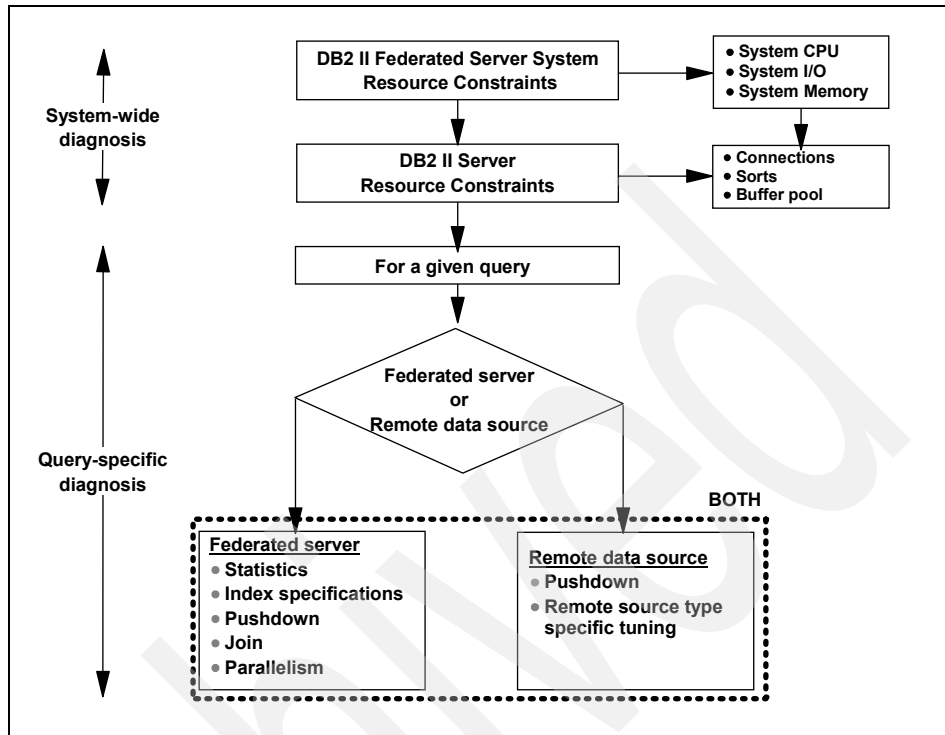 DB2 II Federated Server System
Resource Constraints
● System CPU
● System I/O
● System Memory
System-wide
diagnosis
DB2 II Server
Resource Constraints
● Connections
● Sorts
● Buffer pool
For a given query
Federated server
or
Remote data source
Query-specific
diagnosis
BOTH
Federated server
● Statistics
● Index specifications
● Pushdown
● Join
● Parallelism
Remote data source
● Pushdown
● Remote source type
specific tuning